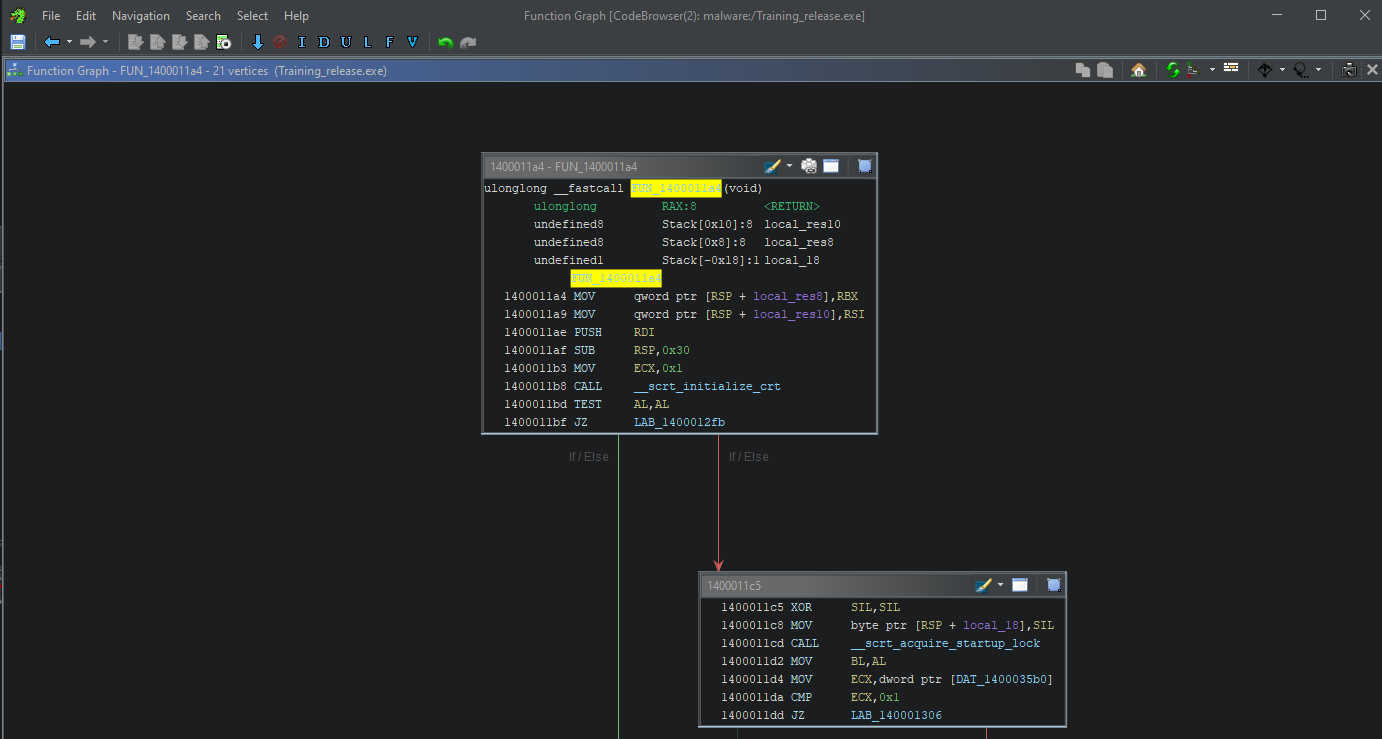 File Edit Navigation Search Select Help Function Graph [CodeBrowser(2): malware:/Training_release.exe]
I D U L F V
Function Graph - FUN_1400011a4 - 21 vertices (Training_release.exe)
1400011a4 - FUN_1400011a4
ulonglong __fastcall FUN_1400011a4(void)
ulonglong RAX:8 <RETURN>
undefined8 Stack[0x10]:8 local_res10
undefined8 Stack[0x8]:8 local_res8
undefined1 Stack[-0x18]:1 local_18
FUN_1400011a4
1400011a4 MOV qword ptr [RSP + local_res8],RBX
1400011a9 MOV qword ptr [RSP + local_res10],RSI
1400011ae PUSH RDI
1400011af SUB RSP,0x30
1400011b3 MOV ECX,0x1
1400011b8 CALL __scrt_initialize_crt
1400011bd TEST AL,AL
1400011bf JZ LAB_1400012fb
If / Else If / Else
1400011c5
1400011c5 XOR SIL,SIL
1400011c8 MOV byte ptr [RSP + local_18],SIL
1400011cd CALL __scrt_acquire_startup_lock
1400011d2 MOV BL,AL
1400011d4 MOV ECX,dword ptr [DAT_1400035b0]
1400011da CMP ECX,0x1
1400011dd JZ LAB_140001306